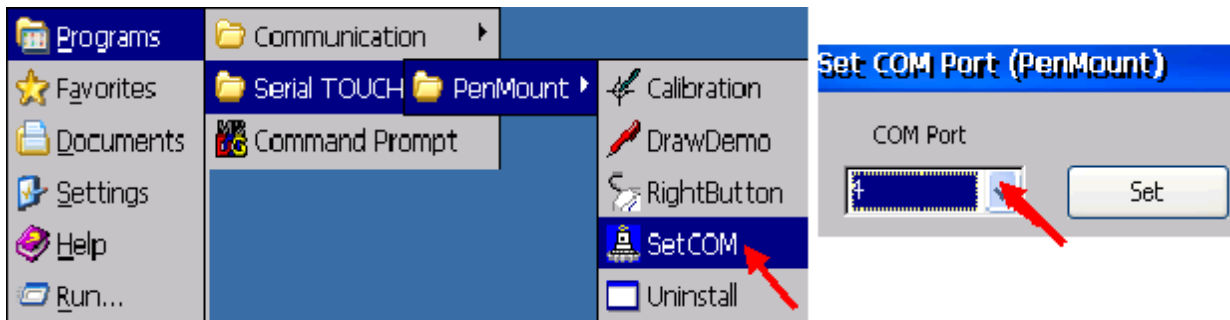 Programs
Favorites
Documents
Settings
Help
Run...
Communication
Serial TOUCH
Command Prompt
PenMount
Calibration
DrawDemo
RightButton
SetCOM
Uninstall
Set COM Port (PenMount)
COM Port
4
Set